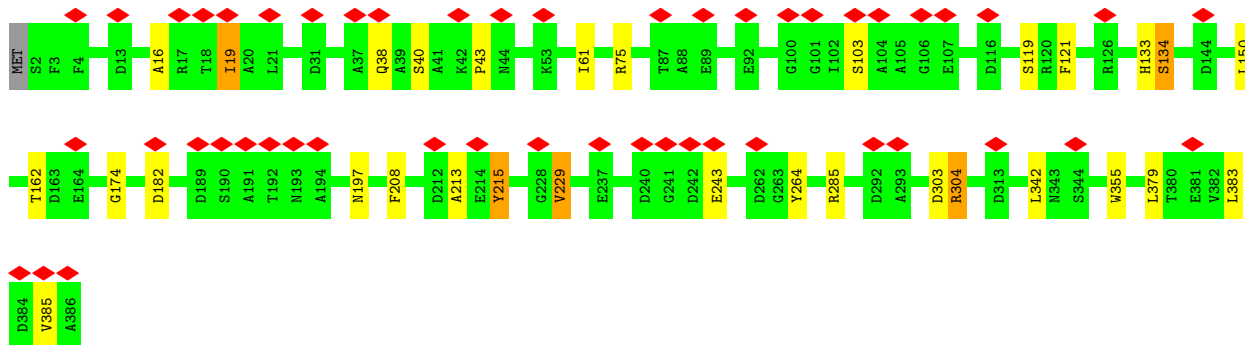 MET S2 F3 F4 D13 A16 R17 T18 I19 A20 L21 D31 A37 Q38 A39 S40 A41 K42 P43 N44 K53 I61 R75 T87 A88 E89 E92 G100 G101 I102 S103 A104 A105 G106 E107 D116 S119 R120 F121 R126 H133 S134 D144
T162 D163 E164 G174 D182 D189 S190 A191 T192 N193 A194 N197 F208 D212 A213 E214 Y215 G228 V229 E237 D240 G241 D242 E243 D262 G263 Y264 R285 D292 A293 D303 R304 D313 L342 N343 S344 W355 L379 T380 E381 V382 L383
D384 V385 A386